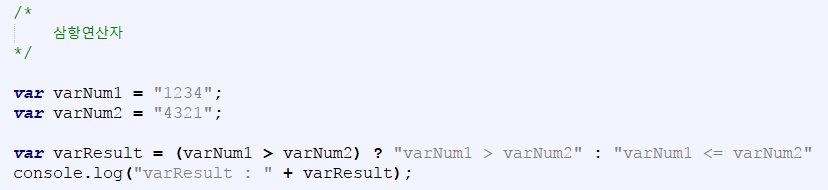 /*
삼항연산자
*/
var varNum1 = "1234";
var varNum2 = "4321";
var varResult = (varNum1 > varNum2) ? "varNum1 > varNum2" : "varNum1 <= varNum2"
console.log("varResult : " + varResult);